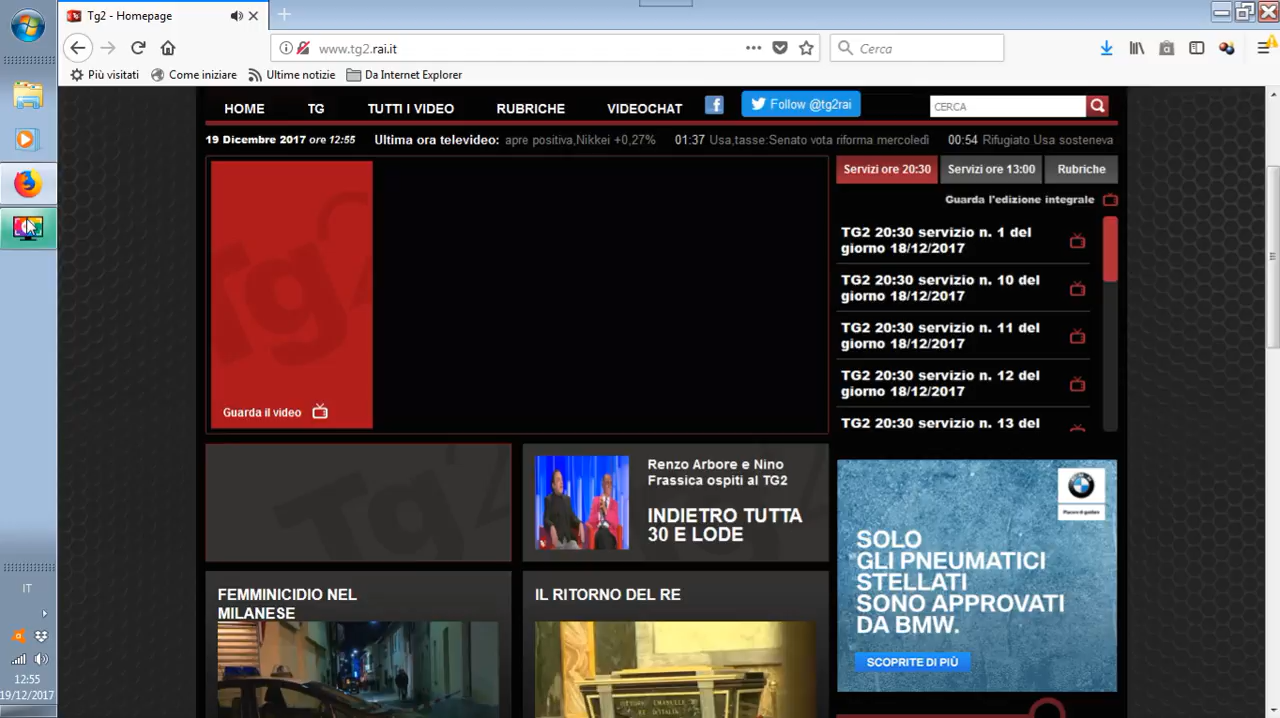 Tg2 - Homepage
www.tg2.rai.it
Cerca
Più visitati
Come iniziare
Ultime notizie
Da Internet Explorer
HOME
TG
TUTTI I VIDEO
RUBRICHE
VIDEOCHAT
Follow @tg2rai
CERCA
19 Dicembre 2017 ore 12:55
Ultima ora televideo:
apre positiva,Nikkei +0,27%
01:37 Usa,tasse:Senato vota riforma mercoledì
00:54 Rifugiato Usa sosteneva
Servizi ore 20:30
Servizi ore 13:00
Rubriche
Guarda l'edizione integrale
TG2 20:30 servizio n. 1 del
giorno 18/12/2017
TG2 20:30 servizio n. 10 del
giorno 18/12/2017
TG2 20:30 servizio n. 11 del
giorno 18/12/2017
TG2 20:30 servizio n. 12 del
giorno 18/12/2017
TG2 20:30 servizio n. 13 del
Tg2
Guarda il video
Tg2
Renzo Arbore e Nino
Frassica ospiti al TG2
INDIETRO TUTTA
30 E LODE
FEMMINICIDIO NEL
MILANESE
IL RITORNO DEL RE
BMW
Piacere di guidare
SOLO
GLI PNEUMATICI
STELLATI
SONO APPROVATI
DA BMW.
SCOPRITE DI PIÙ
IT
12:55
19/12/2017